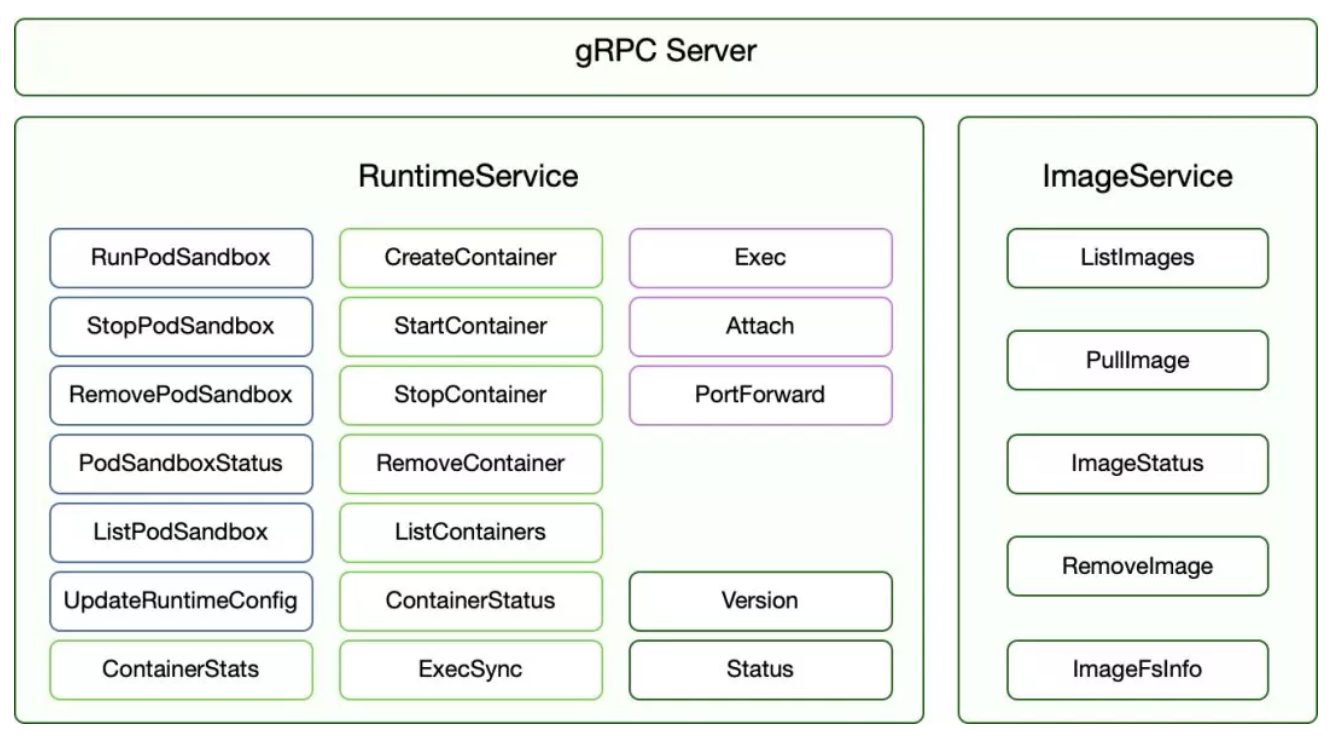 gRPC Server
RuntimeService
RunPodSandbox
StopPodSandbox
RemovePodSandbox
PodSandboxStatus
ListPodSandbox
UpdateRuntimeConfig
ContainerStats
CreateContainer
StartContainer
StopContainer
RemoveContainer
ListContainers
ContainerStatus
ExecSync
Exec
Attach
PortForward
Version
Status
ImageService
ListImages
PullImage
ImageStatus
RemoveImage
ImageFsInfo